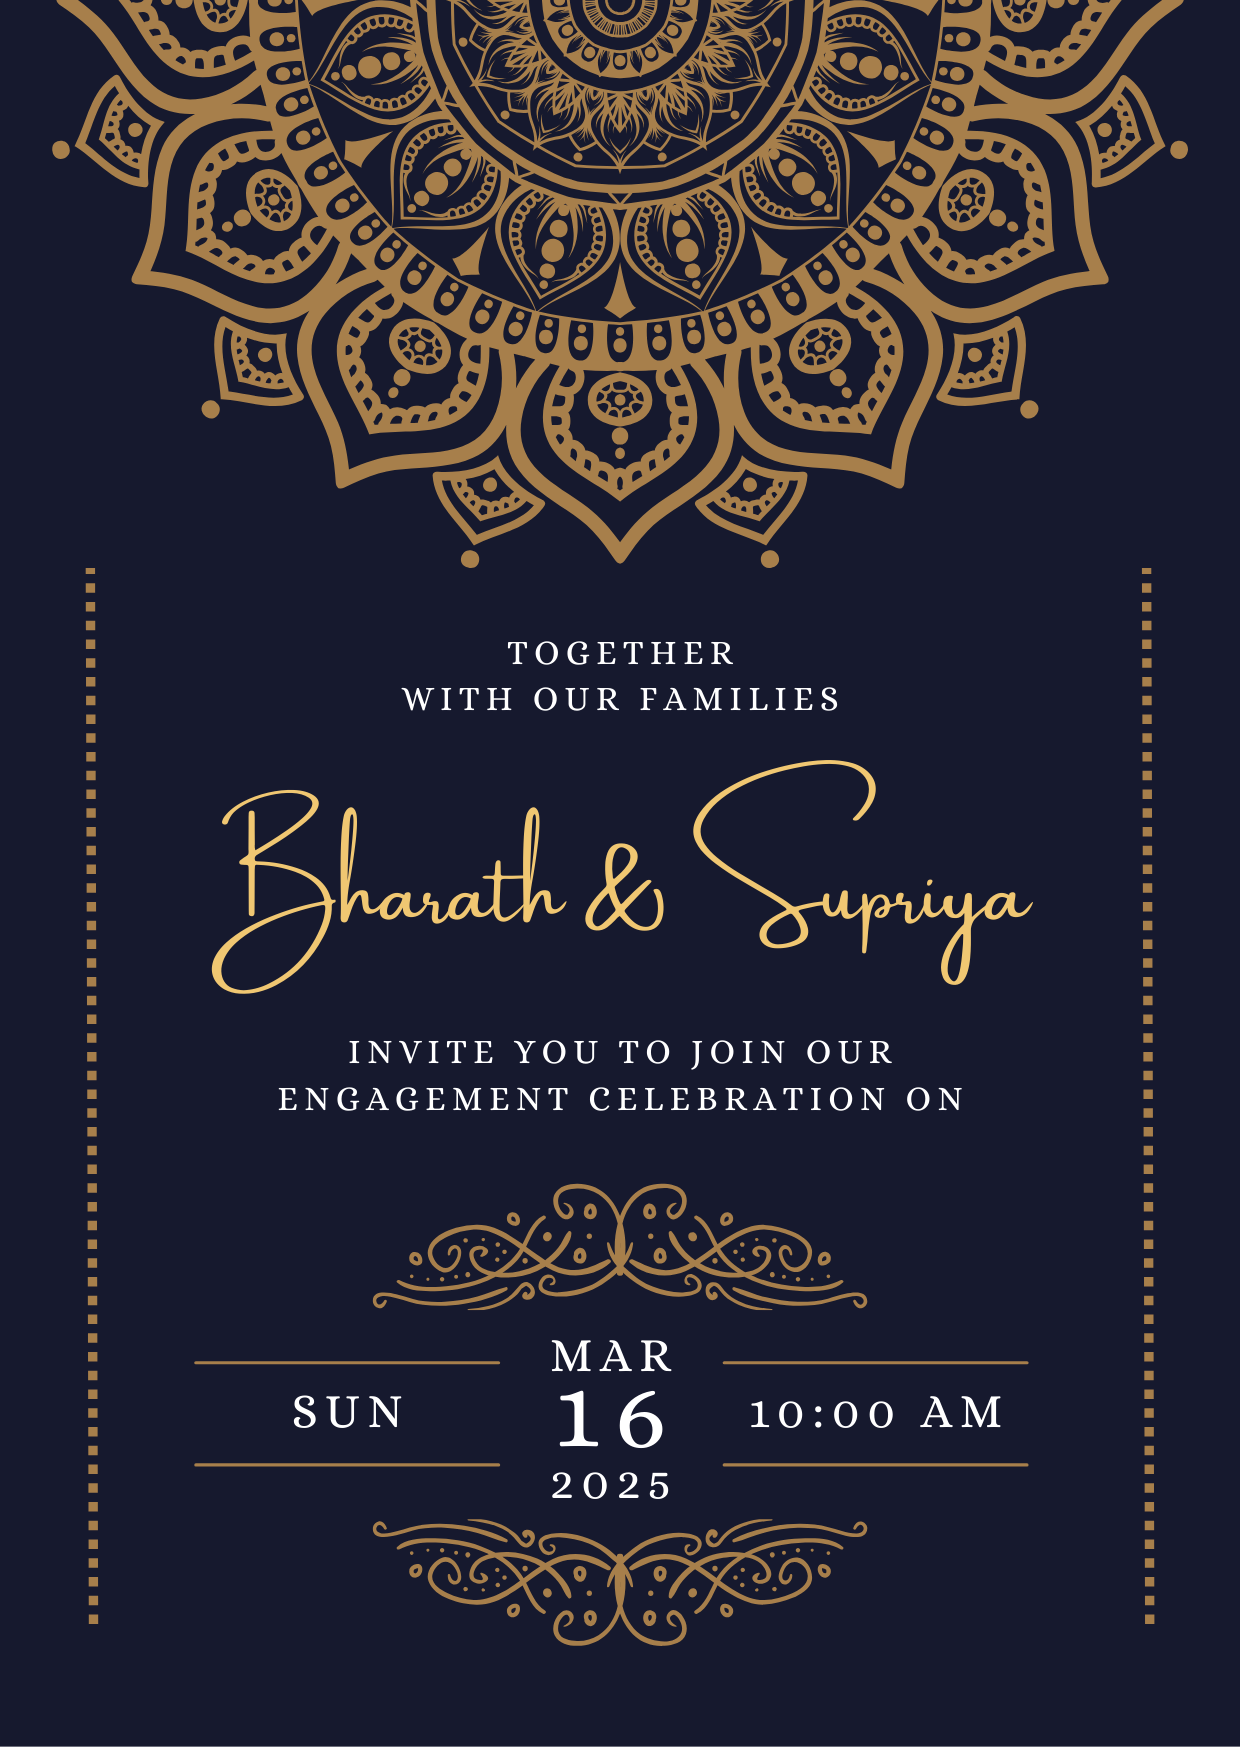 TOGETHER
WITH OUR FAMILIES
Bharath & Supriya
INVITE YOU TO JOIN OUR
ENGAGEMENT CELEBRATION ON
MAR
SUN 16 10:00 AM
2025